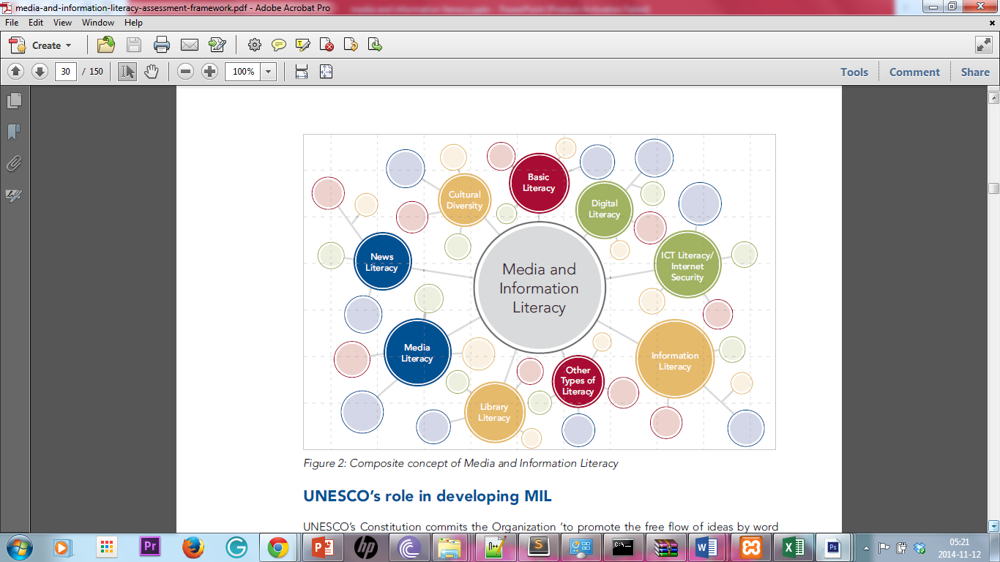 media-and-information-literacy-assessment-framework.pdf - Adobe Acrobat Pro
File Edit View Window Help
Create
30 / 150 100% Tools Comment Share
Basic
Literacy
Cultural
Diversity
Digital
Literacy
News
Literacy
ICT Literacy/
Internet
Security
Media and
Information
Literacy
Media
Literacy
Information
Literacy
Other
Types of
Literacy
Library
Literacy
Figure 2: Composite concept of Media and Information Literacy
UNESCO’s role in developing MIL
UNESCO’s Constitution commits the Organization ‘to promote the free flow of ideas by word
05:21
2014-11-12